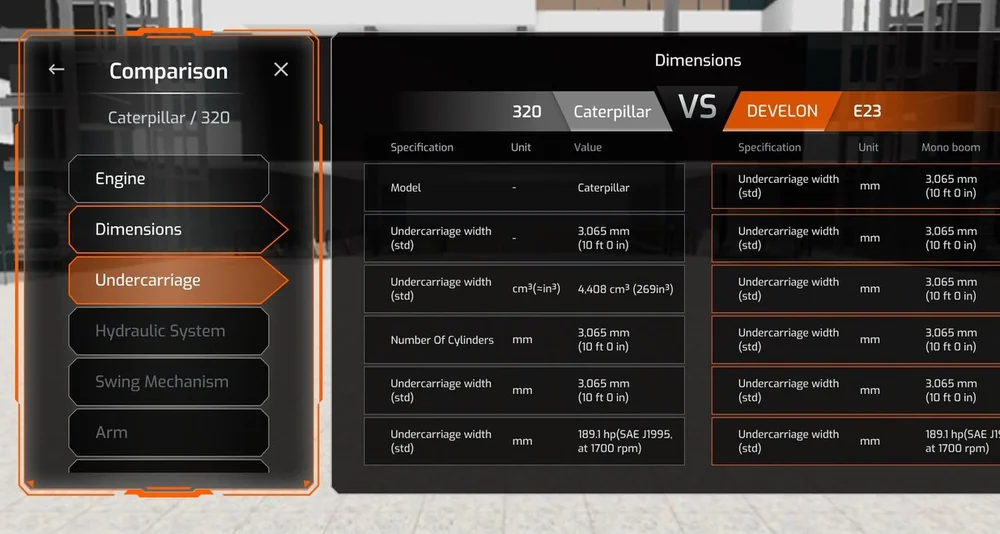 Comparison
Caterpillar / 320
Engine
Dimensions
Undercarriage
Hydraulic System
Swing Mechanism
Arm
Dimensions
320 Caterpillar VS DEVELON E23
Specification Unit Value Specification Unit Mono boom
Model - Caterpillar
Undercarriage width
(std) mm 3,065 mm
(10 ft 0 in)
Undercarriage width
(std) - 3,065 mm
(10 ft 0 in)
Undercarriage width
(std) mm 3,065 mm
(10 ft 0 in)
Undercarriage width
(std) cm³(=in³) 4,408 cm³ (269in³)
Undercarriage width
(std) mm 3,065 mm
(10 ft 0 in)
Number Of Cylinders mm 3,065 mm
(10 ft 0 in)
Undercarriage width
(std) mm 3,065 mm
(10 ft 0 in)
Undercarriage width
(std) mm 3,065 mm
(10 ft 0 in)
Undercarriage width
(std) mm 3,065 mm
(10 ft 0 in)
Undercarriage width
(std) mm 189.1 hp(SAE J1995,
at 1700 rpm)
Undercarriage width
(std) mm 189.1 hp(SAE J1
at 1700 rpm)